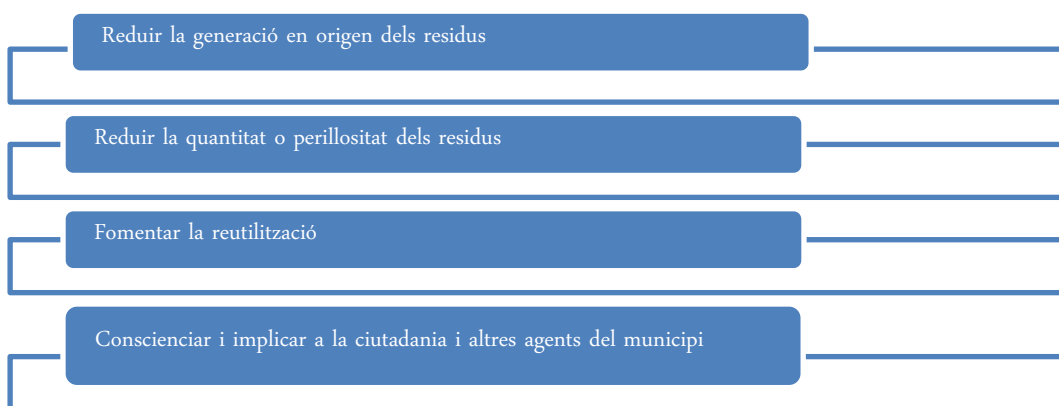 Reduir la generació en origen dels residus
Reduir la quantitat o perillositat dels residus
Fomentar la reutilització
Conscienciar i implicar a la ciutadania i altres agents del municipi